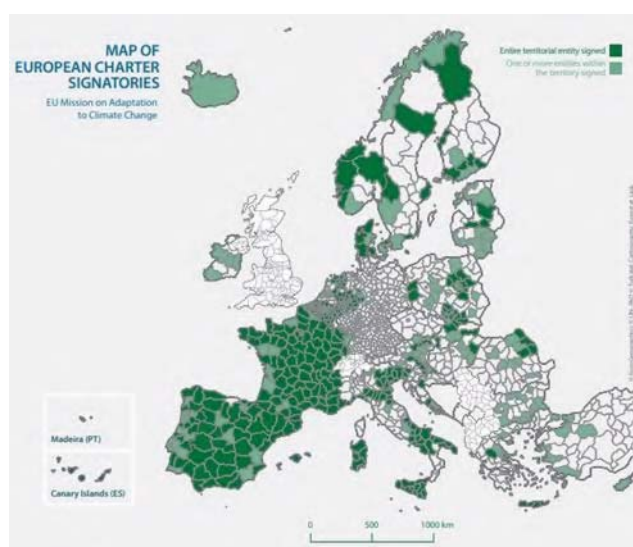 MAP OF
EUROPEAN CHARTER
SIGNATORIES
EU Mission on Adaptation
to Climate Change
Entire territorial entity signed
One or more entities within
the territory signed
Madeira (PT)
Canary Islands (ES)
0 500 1000 km